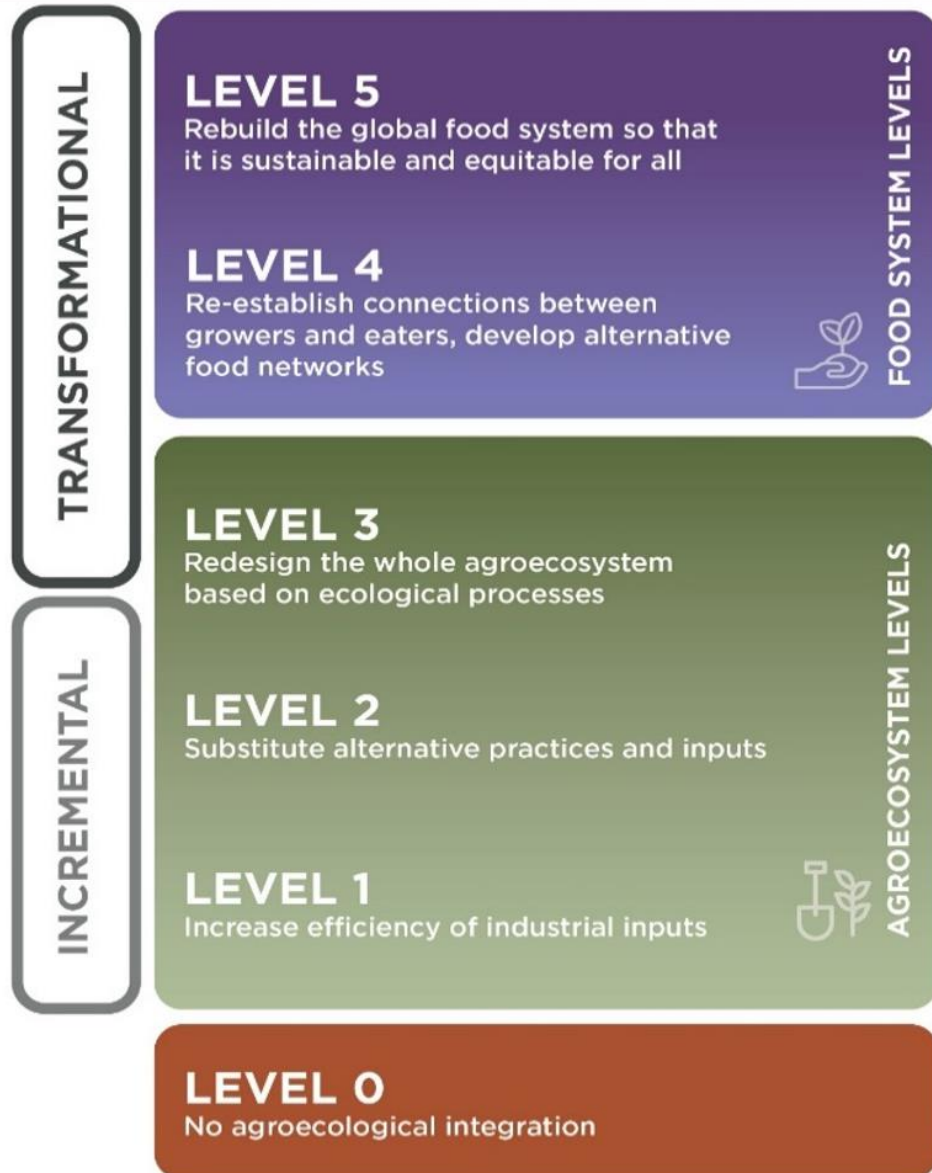 TRANSFORMATIONAL
LEVEL 5
Rebuild the global food system so that
it is sustainable and equitable for all
LEVEL 4
Re-establish connections between
growers and eaters, develop alternative
food networks
FOOD SYSTEM LEVELS
INCREMENTAL
LEVEL 3
Redesign the whole agroecosystem
based on ecological processes
LEVEL 2
Substitute alternative practices and inputs
LEVEL 1
Increase efficiency of industrial inputs
AGROECOSYSTEM LEVELS
LEVEL 0
No agroecological integration